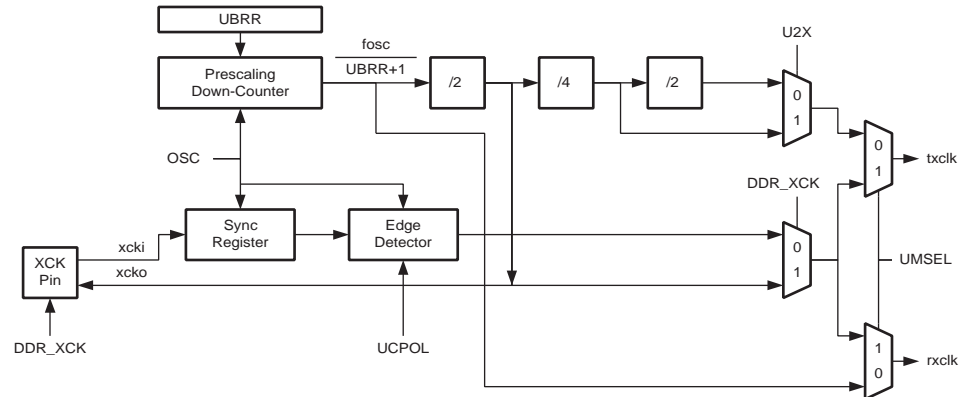 UBRR
fosc
U2X
Prescaling
Down-Counter
UBRR+1
/2
/4
/2
0
1
OSC
0
1
txclk
DDR_XCK
Sync
Register
Edge
Detector
xcki
0
1
XCK
Pin
xcko
UMSEL
DDR_XCK
UCPOL
1
0
rxclk